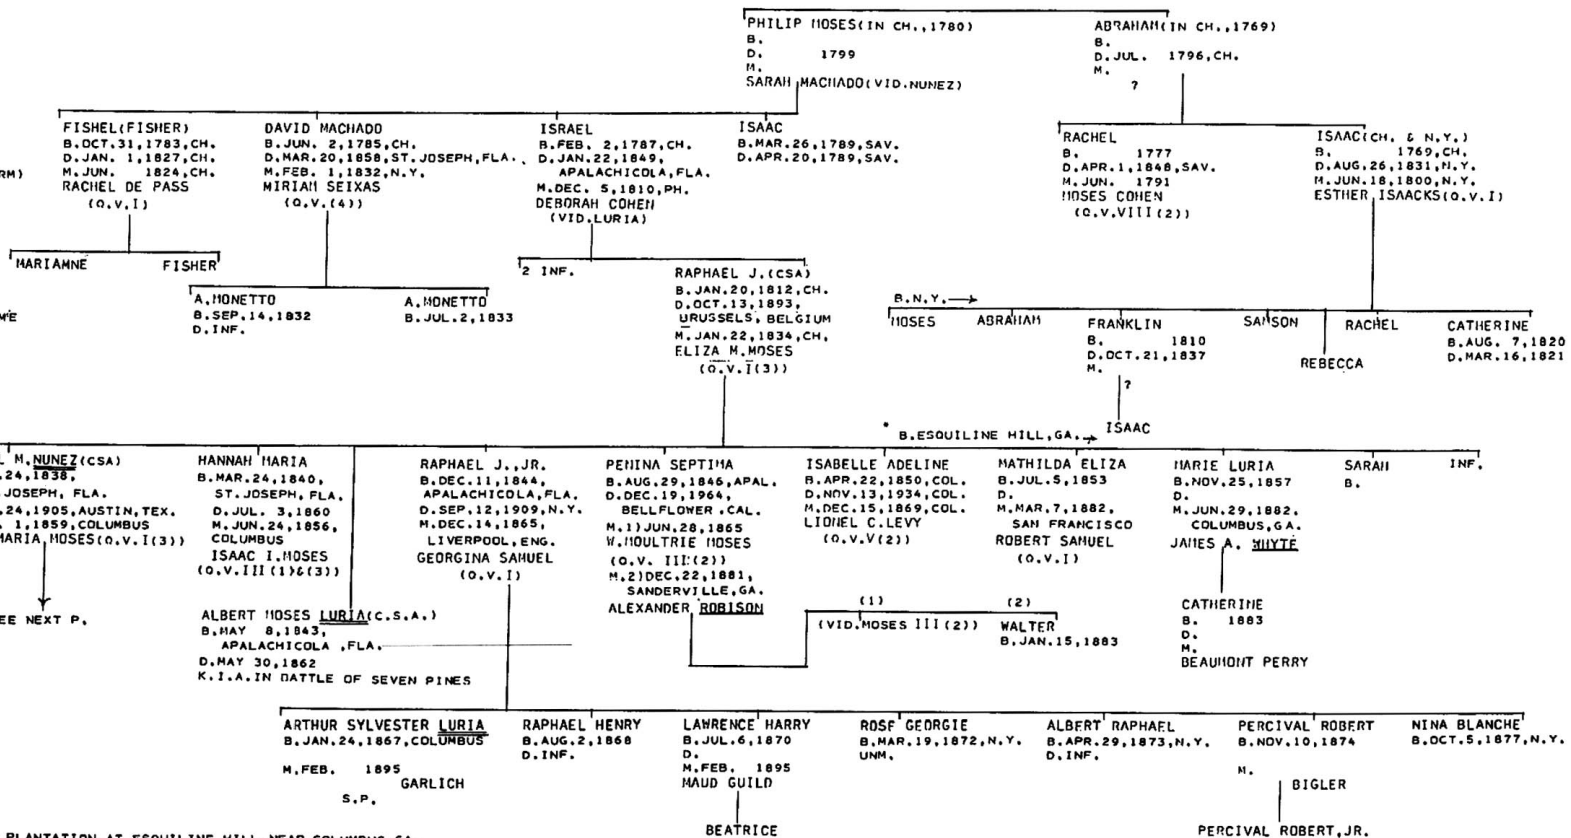 PHILIP MOSES(IN CH.,1780)
B.
D. 1799
M.
SARAH MACHADO(VID.NUNEZ)
ABRAHAM(IN CH.,1769)
B.
D.JUL. 1796,CH.
M.
?
RM)
FISHEL(FISHER)
B.OCT.31,1783,CH.
D.JAN. 1,1827,CH.
M.JUN. 1824,CH.
RACHEL DE PASS
(Q.V.I)
DAVID MACHADO
B.JUN. 2,1785,CH.
D.MAR.20,1858,ST.JOSEPH,FLA.
M.FEB. 1,1832,N.Y.
MIRIAM SEIXAS
(Q.V.(4))
ISRAEL
B.FEB. 2,1787,CH.
D.JAN.22,1849,
APALACHICOLA,FLA.
M.DEC. 5,1810,PH.
DEBORAH COHEN
(VID.LURIA)
ISAAC
B.MAR.26,1789,SAV.
D.APR.20,1789,SAV.
RACHEL
B. 1777
D.APR.1,1848,SAV.
M.JUN. 1791
MOSES COHEN
(Q.V.VIII(2))
ISAAC(CH. & N.Y.)
B. 1769,CH.
D.AUG.26,1831,N.Y.
M.JUN.18,1800,N.Y.
ESTHER ISAACKS(Q.V.I)
MARIAMNE
FISHER
A.MONETTO
B.SEP.14,1832
D.INF.
A.MONETTO
B.JUL.2,1833
2 INF.
RAPHAEL J.(CSA)
B.JAN.20,1812,CH.
D.OCT.13,1893,
URUSSELS, BELGIUM
M.JAN.22,1834,CH,
ELIZA M.MOSES
(Q.V.I(3))
B.N.Y.→
MOSES
ABRAHAM
FRANKLIN
B. 1810
D.OCT.21,1837
M.
?
SAMSON
REBECCA
RACHEL
CATHERINE
B.AUG. 7,1820
D.MAR.16,1821
ISAAC
* B.ESQUILINE HILL,GA.→
L M.NUNEZ(CSA)
.24,1838,
JOSEPH, FLA.
.24,1905,AUSTIN,TEX.
. 1,1859,COLUMBUS
MARIA MOSES(Q.V.I(3))
EE NEXT P.
HANNAH MARIA
B.MAR.24,1840,
ST.JOSEPH, FLA.
D.JUL. 3,1860
M.JUN.24,1856,
COLUMBUS
ISAAC I.MOSES
(Q.V.III (1)&(3))
ALBERT MOSES LURIA(C.S.A.)
B.MAY 8,1843,
APALACHICOLA ,FLA.
D.MAY 30,1862
K.I.A.IN BATTLE OF SEVEN PINES
RAPHAEL J.,JR.
B.DEC.11,1844,
APALACHICOLA,FLA.
D.SEP.12,1909,N.Y.
M.DEC.14,1865,
LIVERPOOL,ENG.
GEORGINA SAMUEL
(Q.V.I)
PENINA SEPTIMA
B.AUG.29,1846,APAL.
D.DEC.19,1964,
BELLFLOWER ,CAL.
M.1)JUN.28,1865
W.MOULTRIE MOSES
(Q.V. III(2))
M.2)DEC.22,1881,
SANDERVILLE,GA.
ALEXANDER ROBISON
(1)
(VID.MOSES III(2))
(2)
WALTER
B.JAN.15,1883
ISABELLE ADELINE
B.APR.22,1850,COL.
D.NOV.13,1934,COL.
M.DEC.15,1869,COL.
LIONEL C.LEVY
(Q.V.V(2))
MATHILDA ELIZA
B.JUL.5,1853
D.
M.MAR.7,1882,
SAN FRANCISCO
ROBERT SAMUEL
(Q.V.I)
MARIE LURIA
B.NOV.25,1857
D.
M.JUN.29,1882,
COLUMBUS,GA.
JAMES A. WHYTE
CATHERINE
B. 1883
D.
M.
BEAUMONT PERRY
SARAH
B.
INF.
ARTHUR SYLVESTER LURIA
B.JAN.24,1867,COLUMBUS
M.FEB. 1895
GARLICH
S.P.
RAPHAEL HENRY
B.AUG.2,1868
D.INF.
LAWRENCE HARRY
B.JUL.6,1870
D.
M.FEB. 1895
MAUD GUILD
BEATRICE
ROSE GEORGIE
B.MAR.19,1872,N.Y.
UNM.
ALBERT RAPHAEL
B.APR.29,1873,N.Y.
D.INF.
PERCIVAL ROBERT
B.NOV.10,1874
M.
BIGLER
PERCIVAL ROBERT,JR.
NINA BLANCHE
B.OCT.5,1877,N.Y.